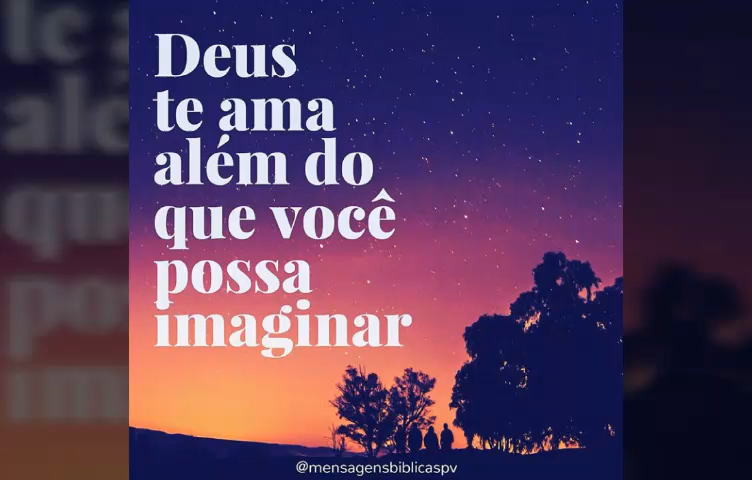 Deus
te ama
além do
que você
possa
imaginar
@mensagensbiblicaspv